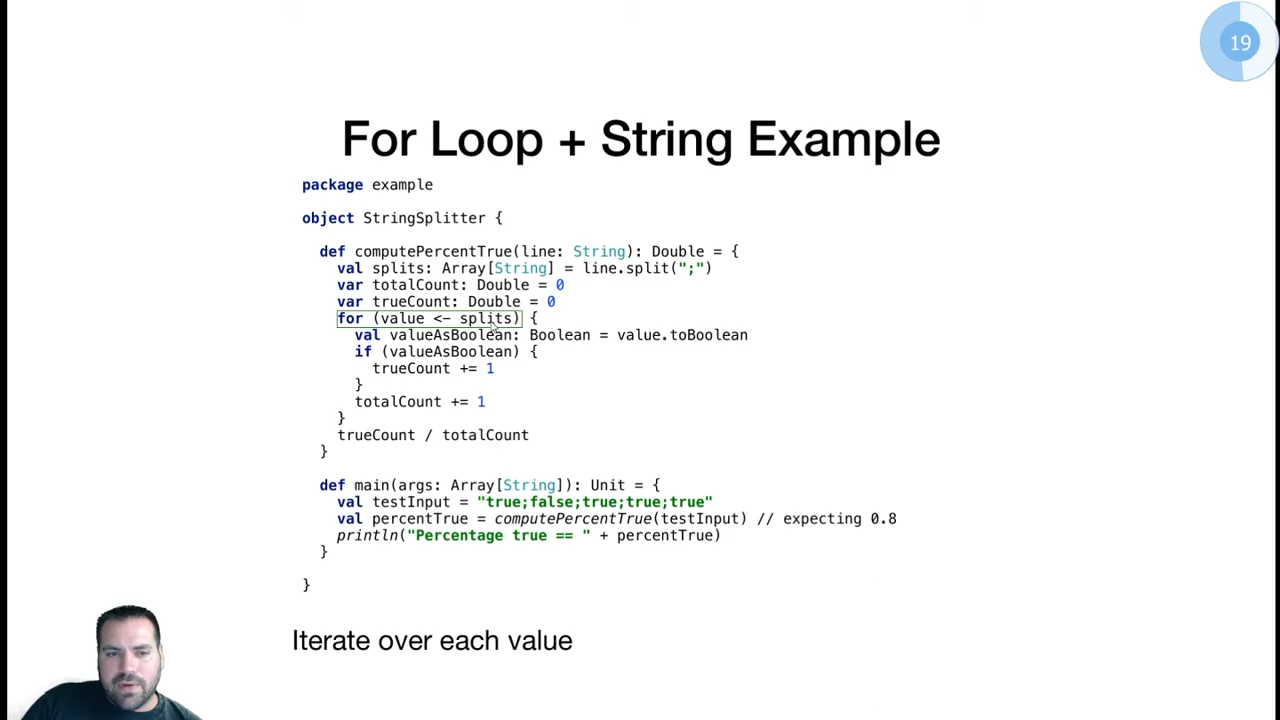 19
For Loop + String Example
package example
object StringSplitter {
  def computePercentTrue(line: String): Double = {
    val splits: Array[String] = line.split(";")
    var totalCount: Double = 0
    var trueCount: Double = 0
    for (value <- splits) {
      val valueAsBoolean: Boolean = value.toBoolean
      if (valueAsBoolean) {
        trueCount += 1
      }
      totalCount += 1
    }
    trueCount / totalCount
  }
  def main(args: Array[String]): Unit = {
    val testInput = "true;false;true;true;true"
    val percentTrue = computePercentTrue(testInput) // expecting 0.8
    println("Percentage true == " + percentTrue)
  }
}
Iterate over each value